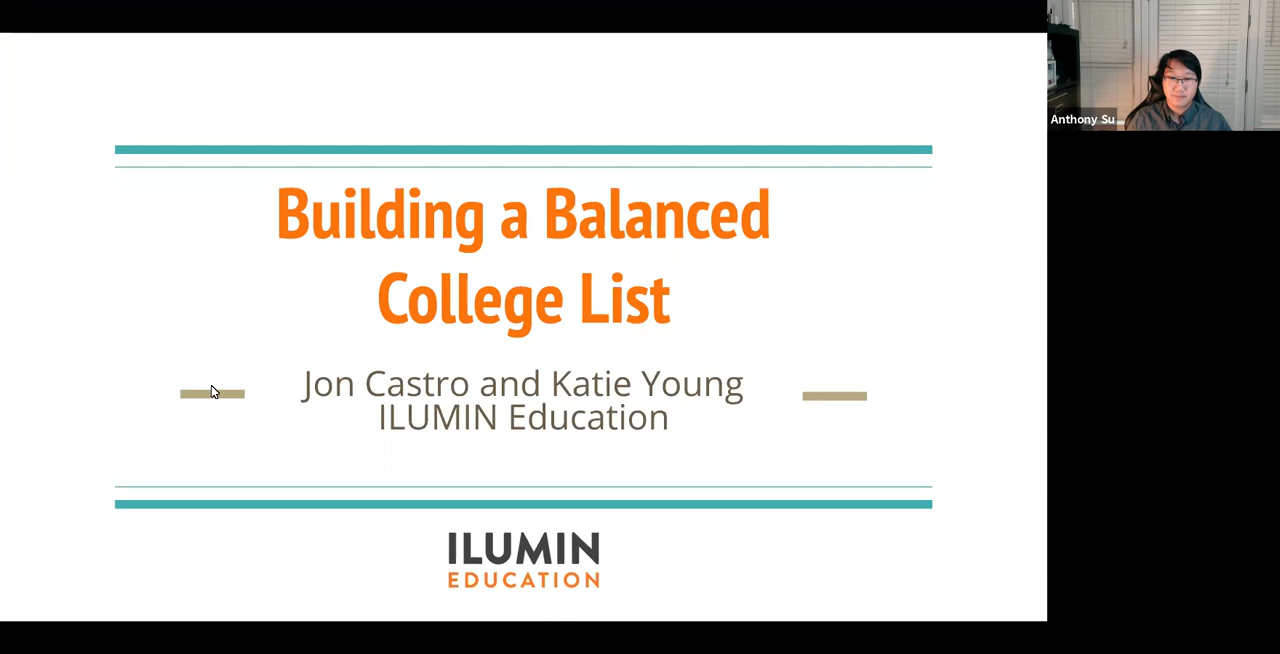 Building a Balanced
College List
Jon Castro and Katie Young
ILUMIN Education
ILUMIN
EDUCATION
Anthony Su